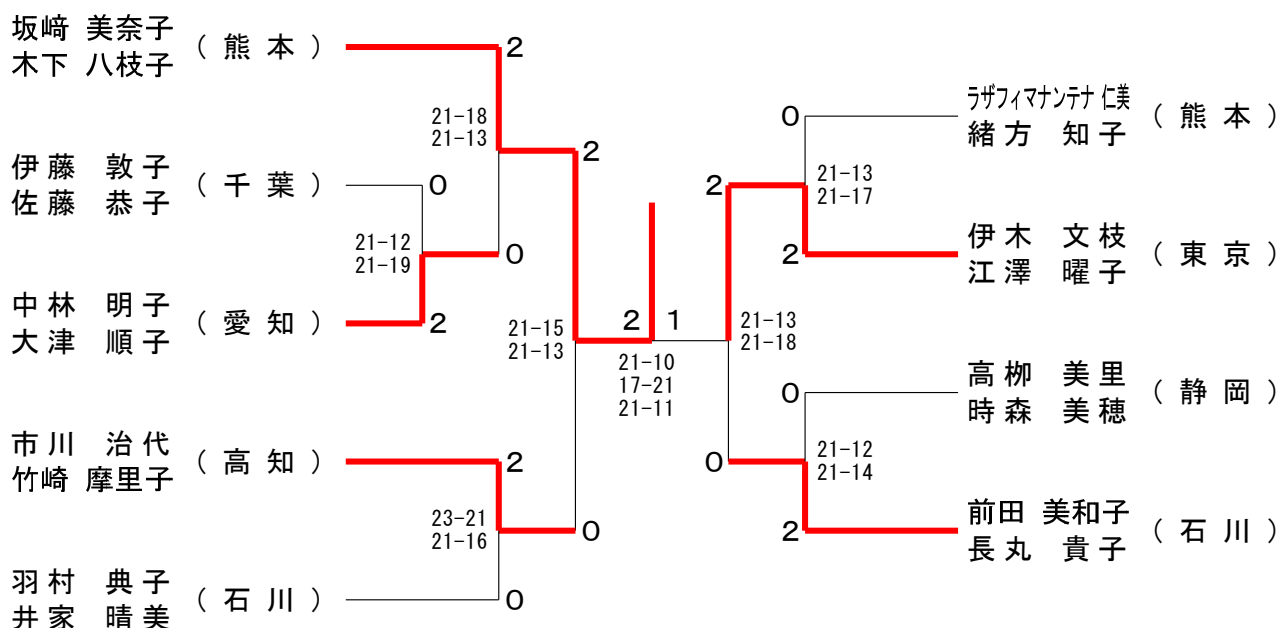 坂﨑 美奈子
木下 八枝子
( 熊 本 )
2
21-18
21-13
伊 藤 敦 子
佐 藤 恭 子
( 千 葉 )
0
21-12
21-19
0
中 林 明 子
大 津 順 子
( 愛 知 )
2
2
21-15
21-13
市 川 治 代
竹崎 摩里子
( 高 知 )
2
23-21
21-16
0
羽 村 典 子
井 家 晴 美
( 石 川 )
0
2 1
21-10
17-21
21-11
ラザフィマナンテナ 仁美
緒 方 知 子
( 熊 本 )
0
21-13
21-17
2
伊 木 文 枝
江 澤 曜 子
( 東 京 )
2
21-13
21-18
高 栁 美 里
時 森 美 穂
( 静 岡 )
0
21-12
21-14
0
前田 美和子
長 丸 貴 子
( 石 川 )
2